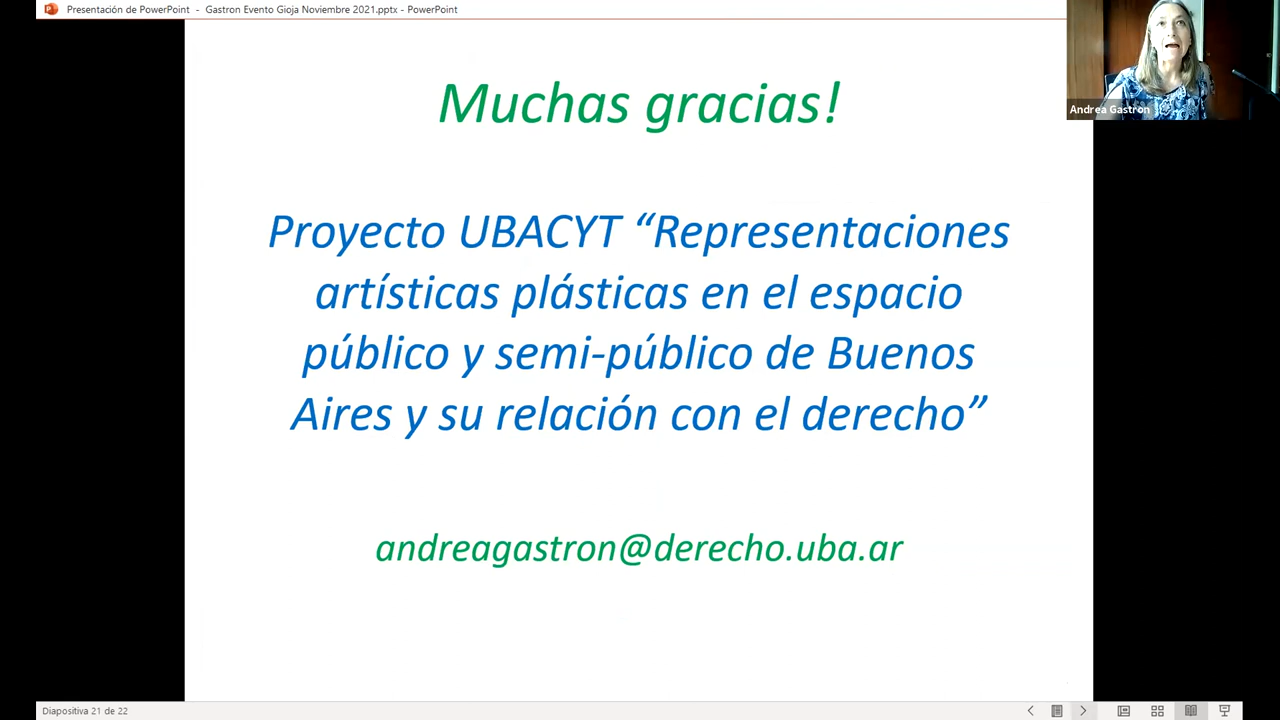 Presentación de PowerPoint - Gastron Evento Gioja Noviembre 2021.pptx - PowerPoint
Andrea Gastron
Muchas gracias!
Proyecto UBACYT “Representaciones
artísticas plásticas en el espacio
público y semi-público de Buenos
Aires y su relación con el derecho”
andreagastron@derecho.uba.ar
Diapositiva 21 de 22